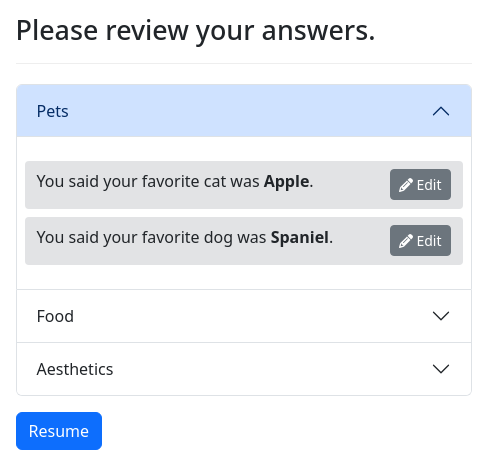 Please review your answers.
Pets
You said your favorite cat was Apple.
Edit
You said your favorite dog was Spaniel.
Edit
Food
Aesthetics
Resume